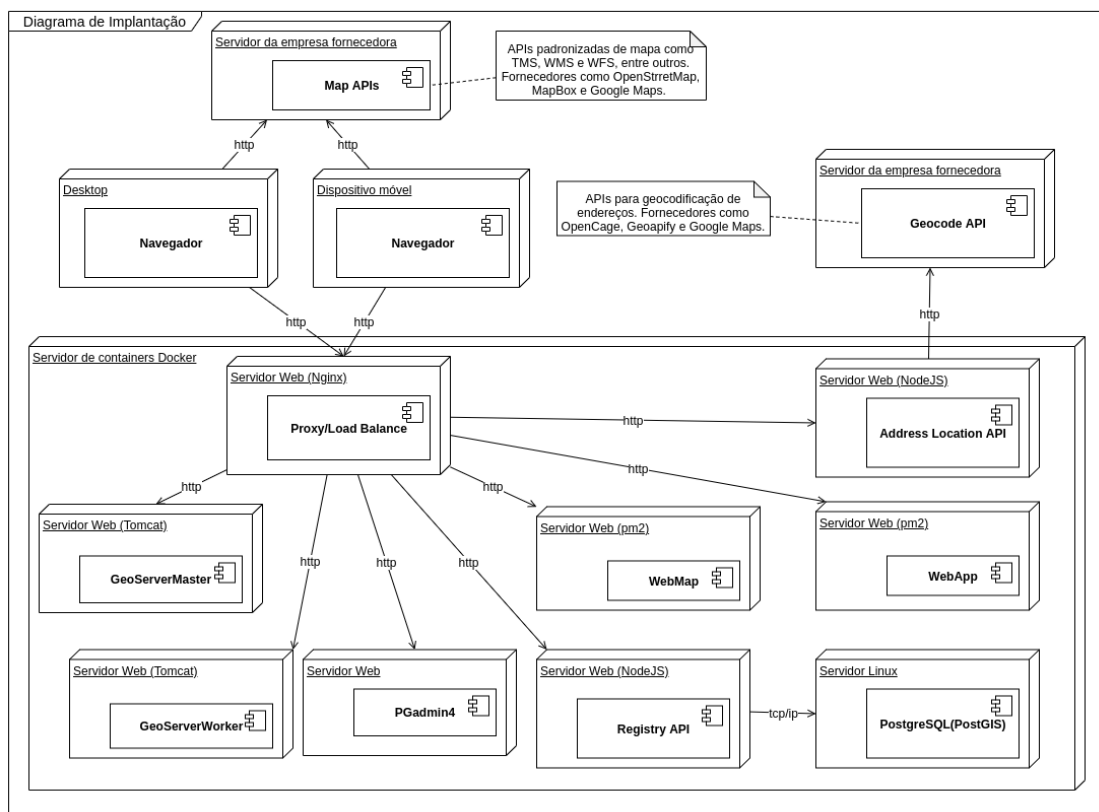 Diagrama de Implantação
Servidor da empresa fornecedora
Map APIs
APIs padronizadas de mapa como
TMS, WMS e WFS, entre outros.
Fornecedores como OpenStrretMap,
MapBox e Google Maps.
http
http
Desktop
Navegador
Dispositivo móvel
Navegador
APIs para geocodificação de
endereços. Fornecedores como
OpenCage, Geoapify e Google Maps.
Servidor da empresa fornecedora
Geocode API
http
http
http
Servidor de containers Docker
Servidor Web (Nginx)
Proxy/Load Balance
Servidor Web (NodeJS)
Address Location API
http
http
http
http
Servidor Web (Tomcat)
GeoServerMaster
Servidor Web (pm2)
WebMap
Servidor Web (pm2)
WebApp
http
http
http
Servidor Web (Tomcat)
GeoServerWorker
Servidor Web
PGadmin4
Servidor Web (NodeJS)
Registry API
tcp/ip
Servidor Linux
PostgreSQL(PostGIS)